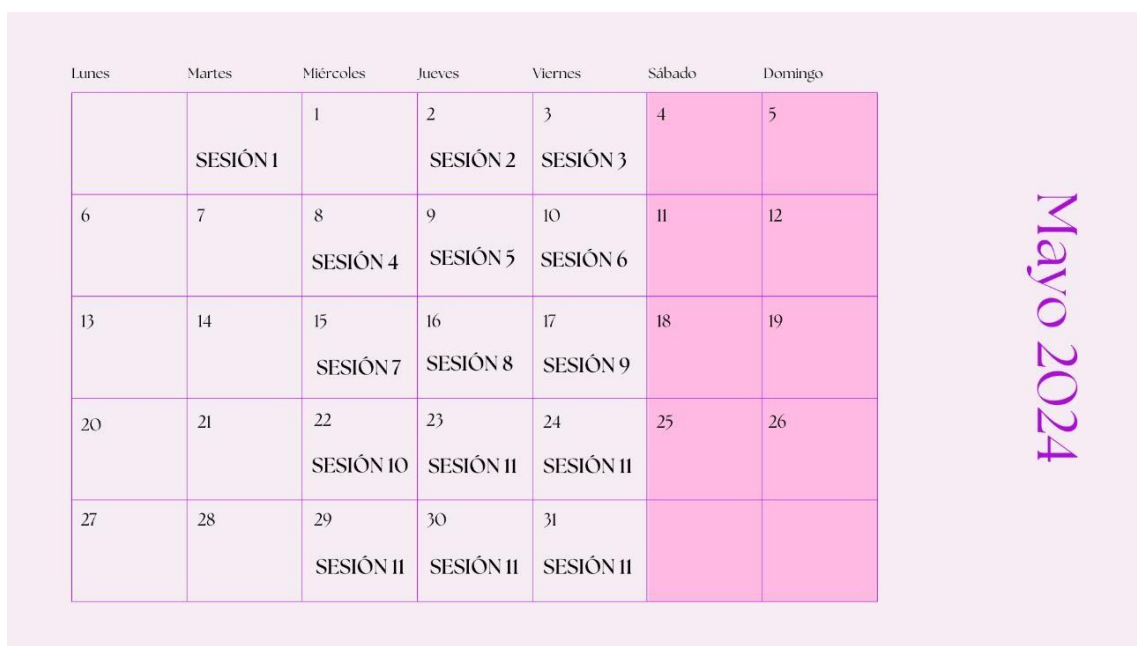 Lunes Martes Miércoles Jueves Viernes Sábado Domingo
1 2 3 4 5
SESIÓN 1 SESIÓN 2 SESIÓN 3
6 7 8 9 10 11 12
SESIÓN 4 SESIÓN 5 SESIÓN 6
13 14 15 16 17 18 19
SESIÓN 7 SESIÓN 8 SESIÓN 9
20 21 22 23 24 25 26
SESIÓN 10 SESIÓN 11 SESIÓN 11
27 28 29 30 31
SESIÓN 11 SESIÓN 11 SESIÓN 11
Mayo 2024